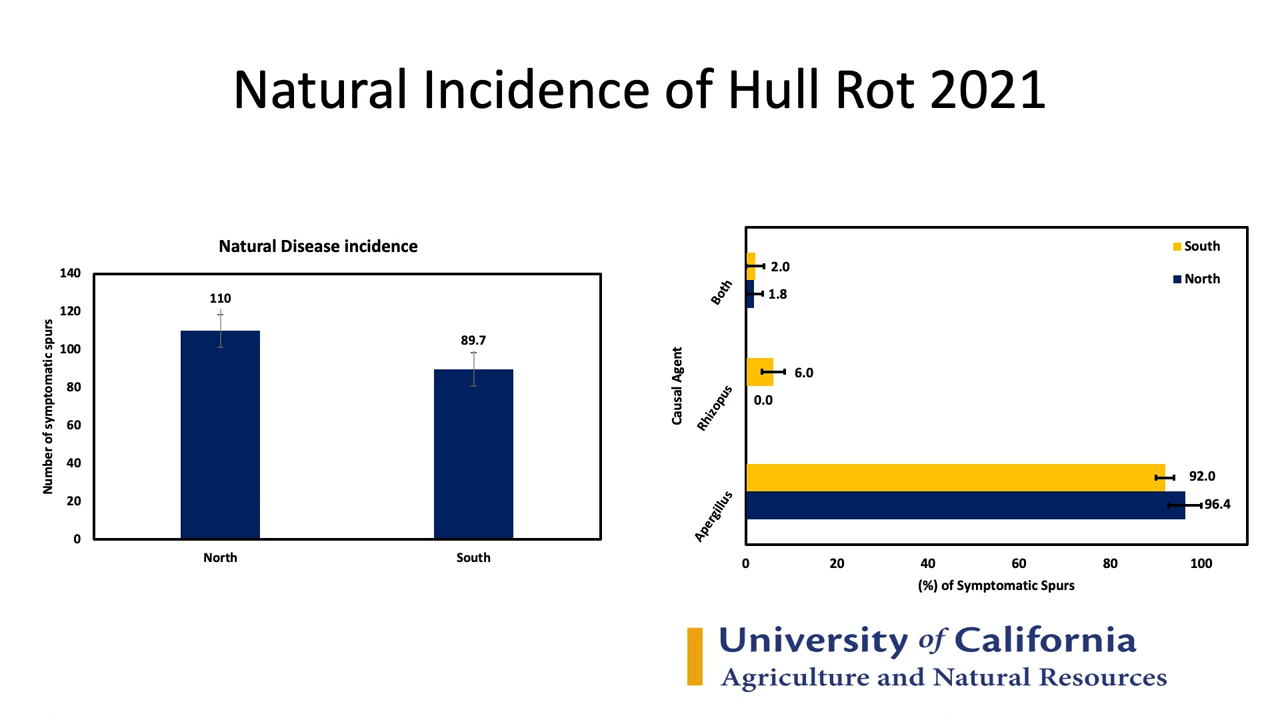 Natural Incidence of Hull Rot 2021
Natural Disease incidence
Number of symptomatic spurs
140
120
100
80
60
40
20
0
110
89.7
North
South
South
North
Causal Agent
Both
2.0
1.8
Rhizopus
6.0
0.0
Apergillus
92.0
96.4
0 20 40 60 80 100
(%) of Symptomatic Spurs
University of California
Agriculture and Natural Resources